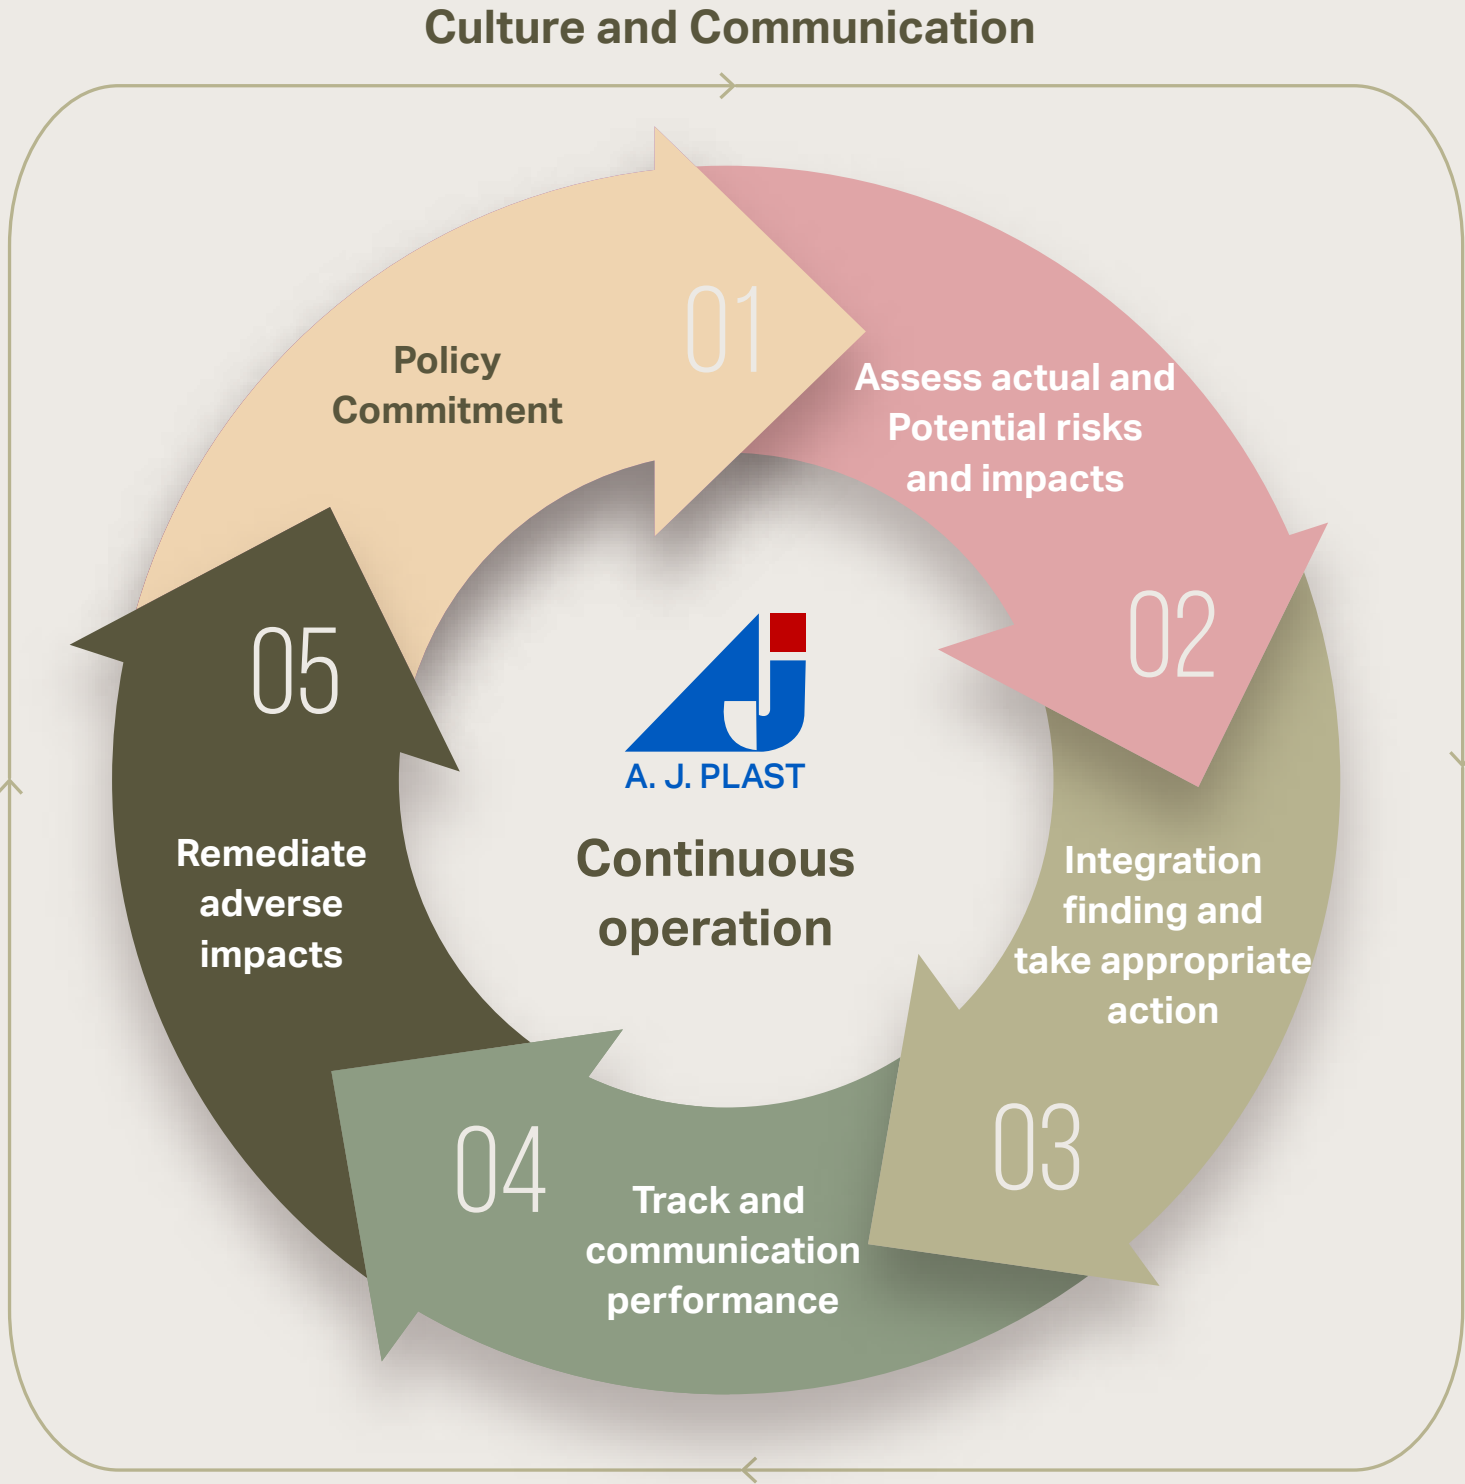 Culture and Communication
01
Policy
Commitment
Assess actual and
Potential risks
and impacts
02
Integration
finding and
take appropriate
action
03
Track and
communication
performance
04
Remediate
adverse
impacts
05
A. J. PLAST
Continuous
operation